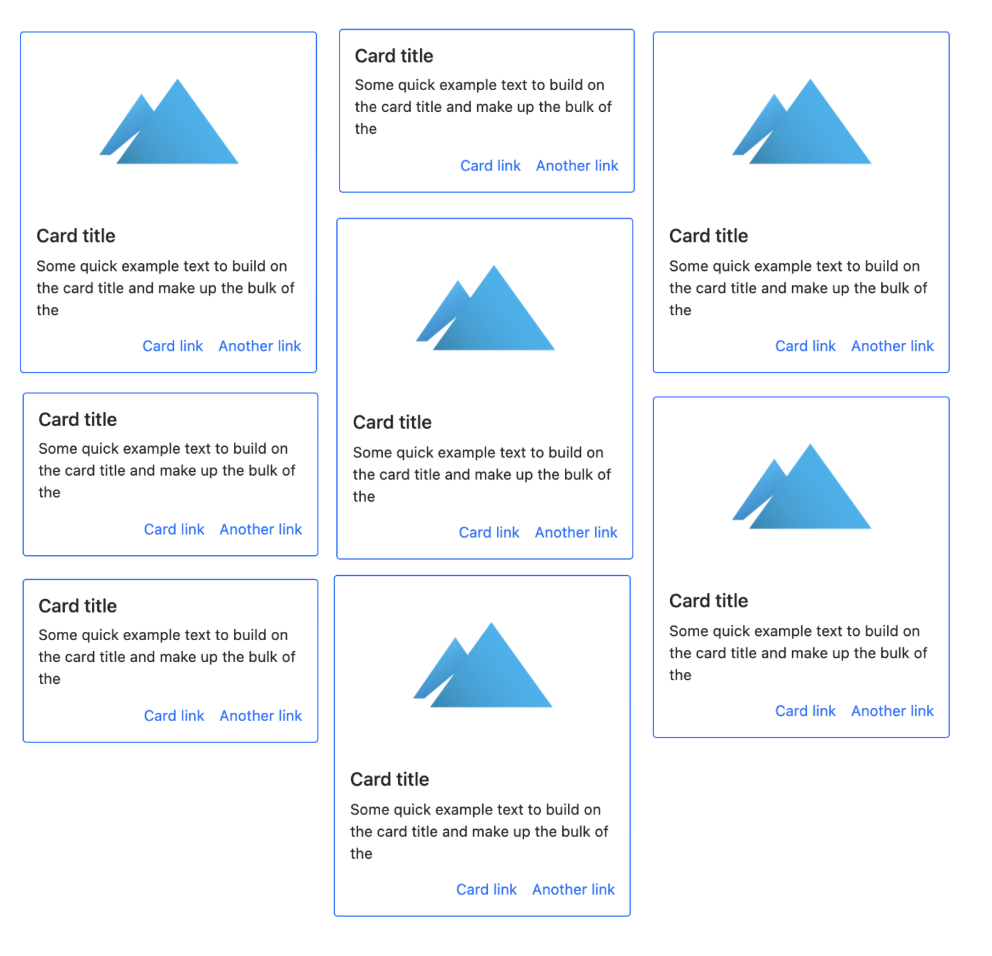 Card title
Some quick example text to build on
the card title and make up the bulk of
the
Card link Another link
Card title
Some quick example text to build on
the card title and make up the bulk of
the
Card link Another link
Card title
Some quick example text to build on
the card title and make up the bulk of
the
Card link Another link
Card title
Some quick example text to build on
the card title and make up the bulk of
the
Card link Another link
Card title
Some quick example text to build on
the card title and make up the bulk of
the
Card link Another link
Card title
Some quick example text to build on
the card title and make up the bulk of
the
Card link Another link
Card title
Some quick example text to build on
the card title and make up the bulk of
the
Card link Another link
Card title
Some quick example text to build on
the card title and make up the bulk of
the
Card link Another link